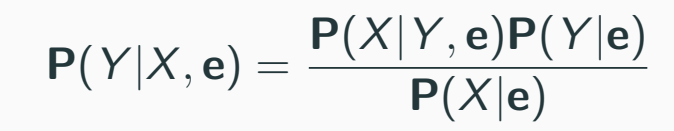 P(Y|X, e) = P(X|Y, e)P(Y|e) / P(X|e)